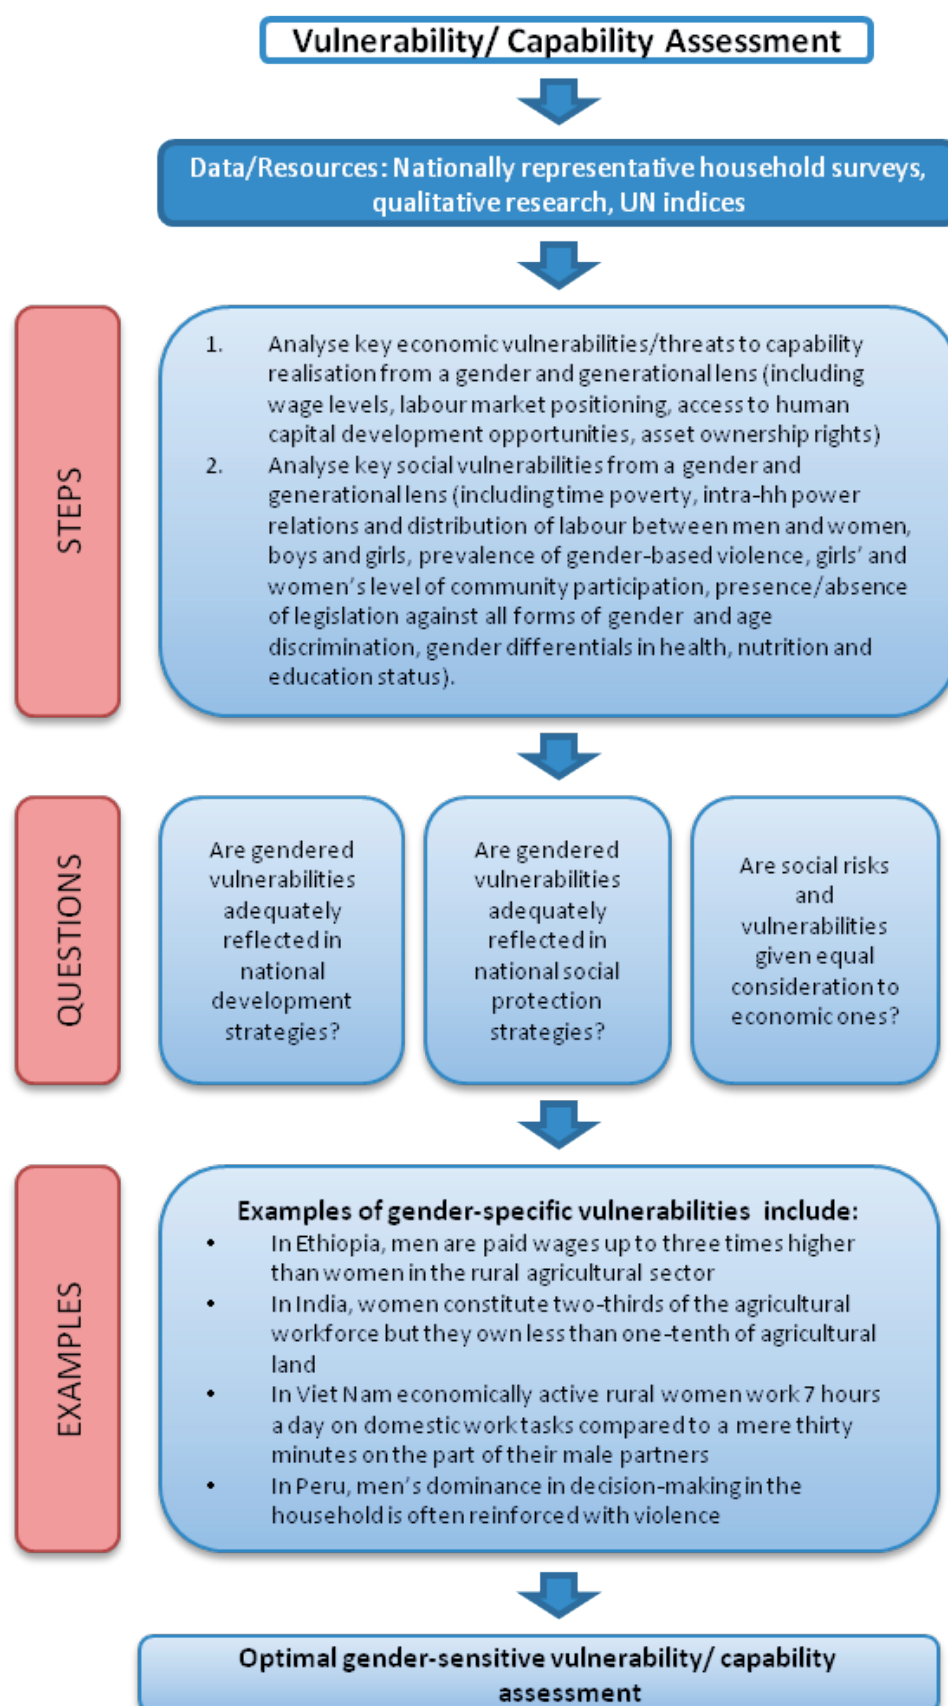 Vulnerability/ Capability Assessment
Data/Resources: Nationally representative household surveys,
qualitative research, UN indices
STEPS
1. Analyse key economic vulnerabilities/threats to capability
realisation from a gender and generational lens (including
wage levels, labour market positioning, access to human
capital development opportunities, asset ownership rights)
2. Analyse key social vulnerabilities from a gender and
generational lens (including time poverty, intra-hh power
relations and distribution of labour between men and women,
boys and girls, prevalence of gender-based violence, girls’ and
women’s level of community participation, presence/absence
of legislation against all forms of gender and age
discrimination, gender differentials in health, nutrition and
education status).
QUESTIONS
Are gendered
vulnerabilities
adequately
reflected in
national
development
strategies?
Are gendered
vulnerabilities
adequately
reflected in
national social
protection
strategies?
Are social risks
and
vulnerabilities
given equal
consideration to
economic ones?
EXAMPLES
Examples of gender-specific vulnerabilities include:
• In Ethiopia, men are paid wages up to three times higher
than women in the rural agricultural sector
• In India, women constitute two-thirds of the agricultural
workforce but they own less than one-tenth of agricultural
land
• In Viet Nam economically active rural women work 7 hours
a day on domestic work tasks compared to a mere thirty
minutes on the part of their male partners
• In Peru, men’s dominance in decision-making in the
household is often reinforced with violence
Optimal gender-sensitive vulnerability/ capability
assessment